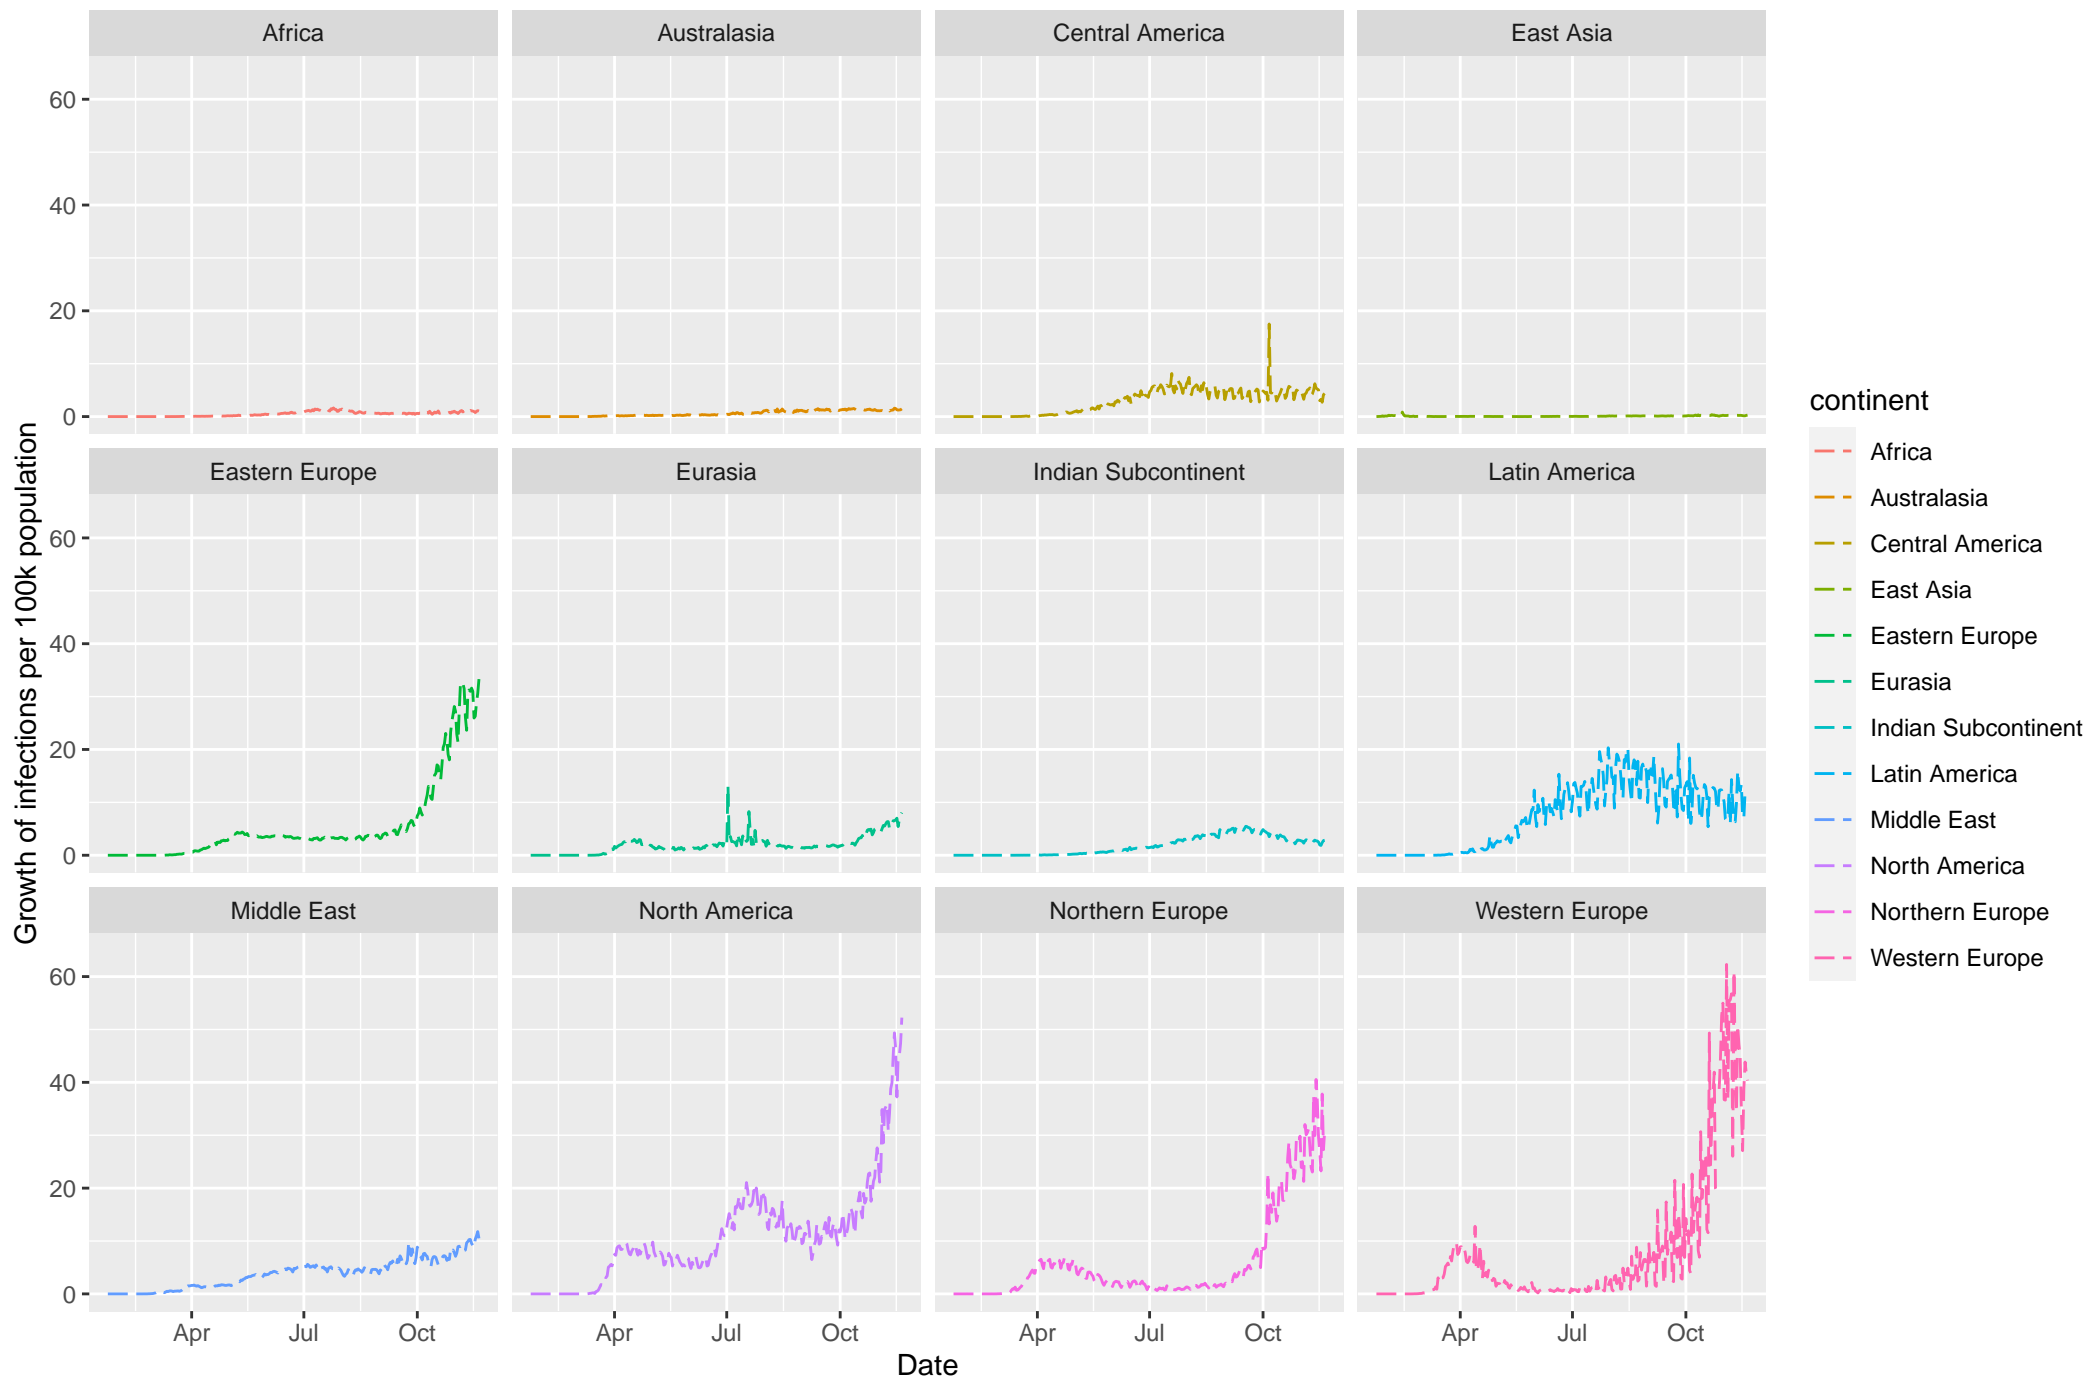 Africa
Australasia
Central America
East Asia
60
40
20
0
Eastern Europe
Eurasia
Indian Subcontinent
Latin America
60
40
20
0
Middle East
North America
Northern Europe
Western Europe
60
40
20
0
Apr Jul Oct
Apr Jul Oct
Apr Jul Oct
Apr Jul Oct
Date
Growth of infections per 100k population
continent
Africa
Australasia
Central America
East Asia
Eastern Europe
Eurasia
Indian Subcontinent
Latin America
Middle East
North America
Northern Europe
Western Europe